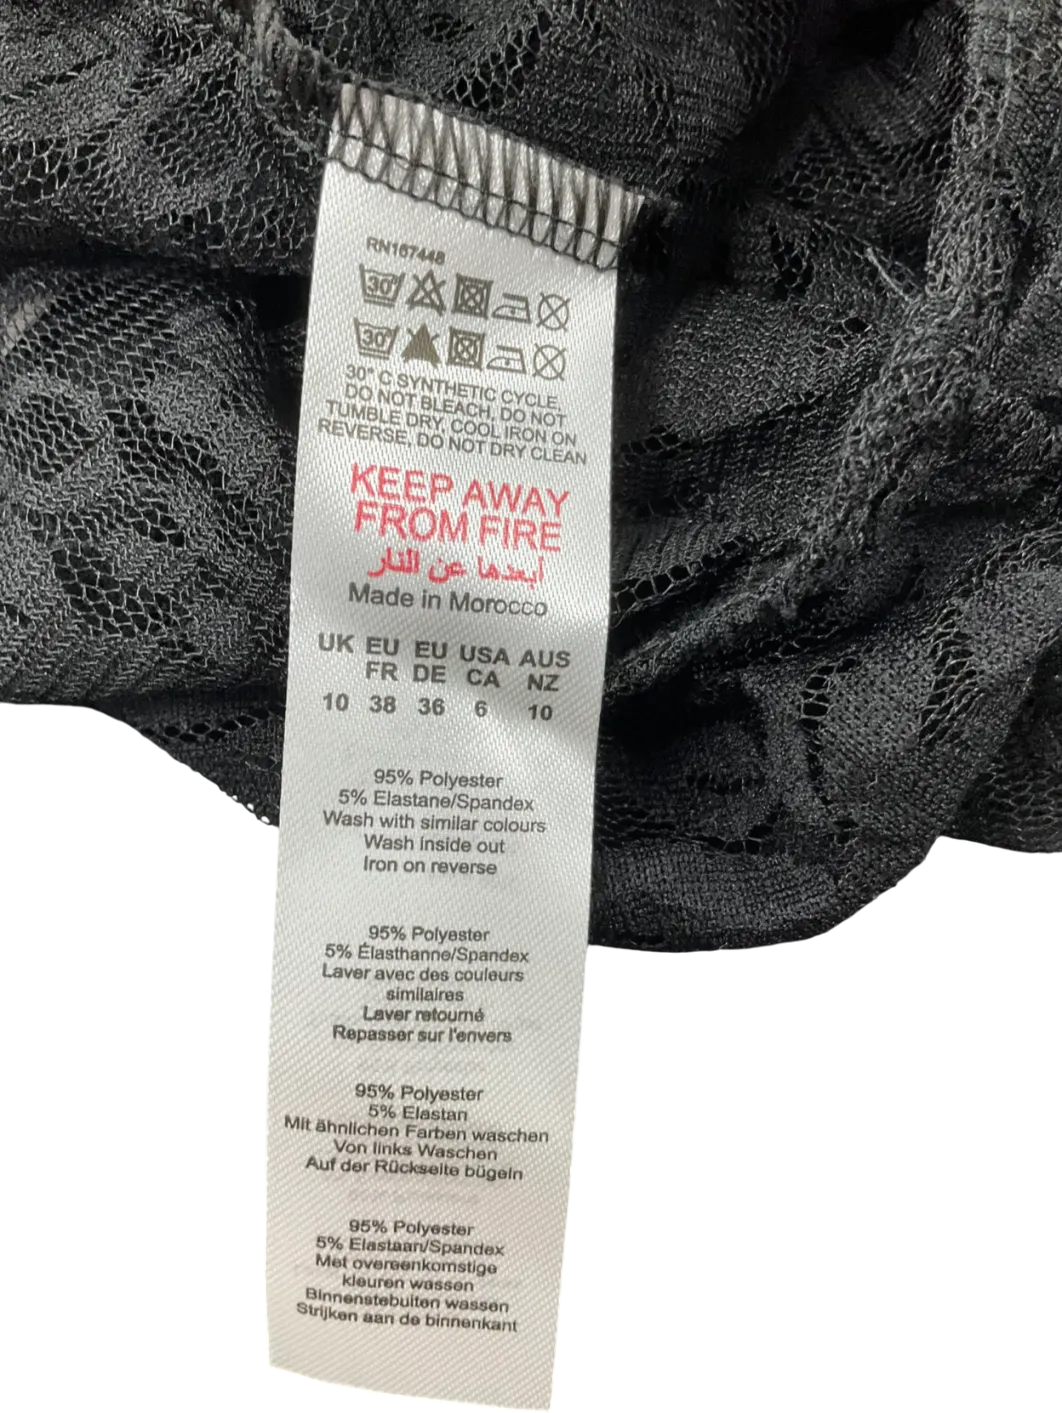 RN167448
30°
30°
30° C SYNTHETIC CYCLE,
DO NOT BLEACH, DO NOT
TUMBLE DRY, COOL IRON ON
REVERSE, DO NOT DRY CLEAN
KEEP AWAY
FROM FIRE
أبعدها عن النار
Made in Morocco
UK EU EU USA AUS
FR DE CA NZ
10 38 36 6 10
95% Polyester
5% Elastane/Spandex
Wash with similar colours
Wash inside out
Iron on reverse
95% Polyester
5% Élasthanne/Spandex
Laver avec des couleurs
similaires
Laver retourné
Repasser sur l'envers
95% Polyester
5% Elastan
Mit ähnlichen Farben waschen
Von links Waschen
Auf der Rückseite bügeln
95% Polyester
5% Elastaan/Spandex
Met overeenkomstige
kleuren wassen
Binnenstebuiten wassen
Strijken aan de binnenkant